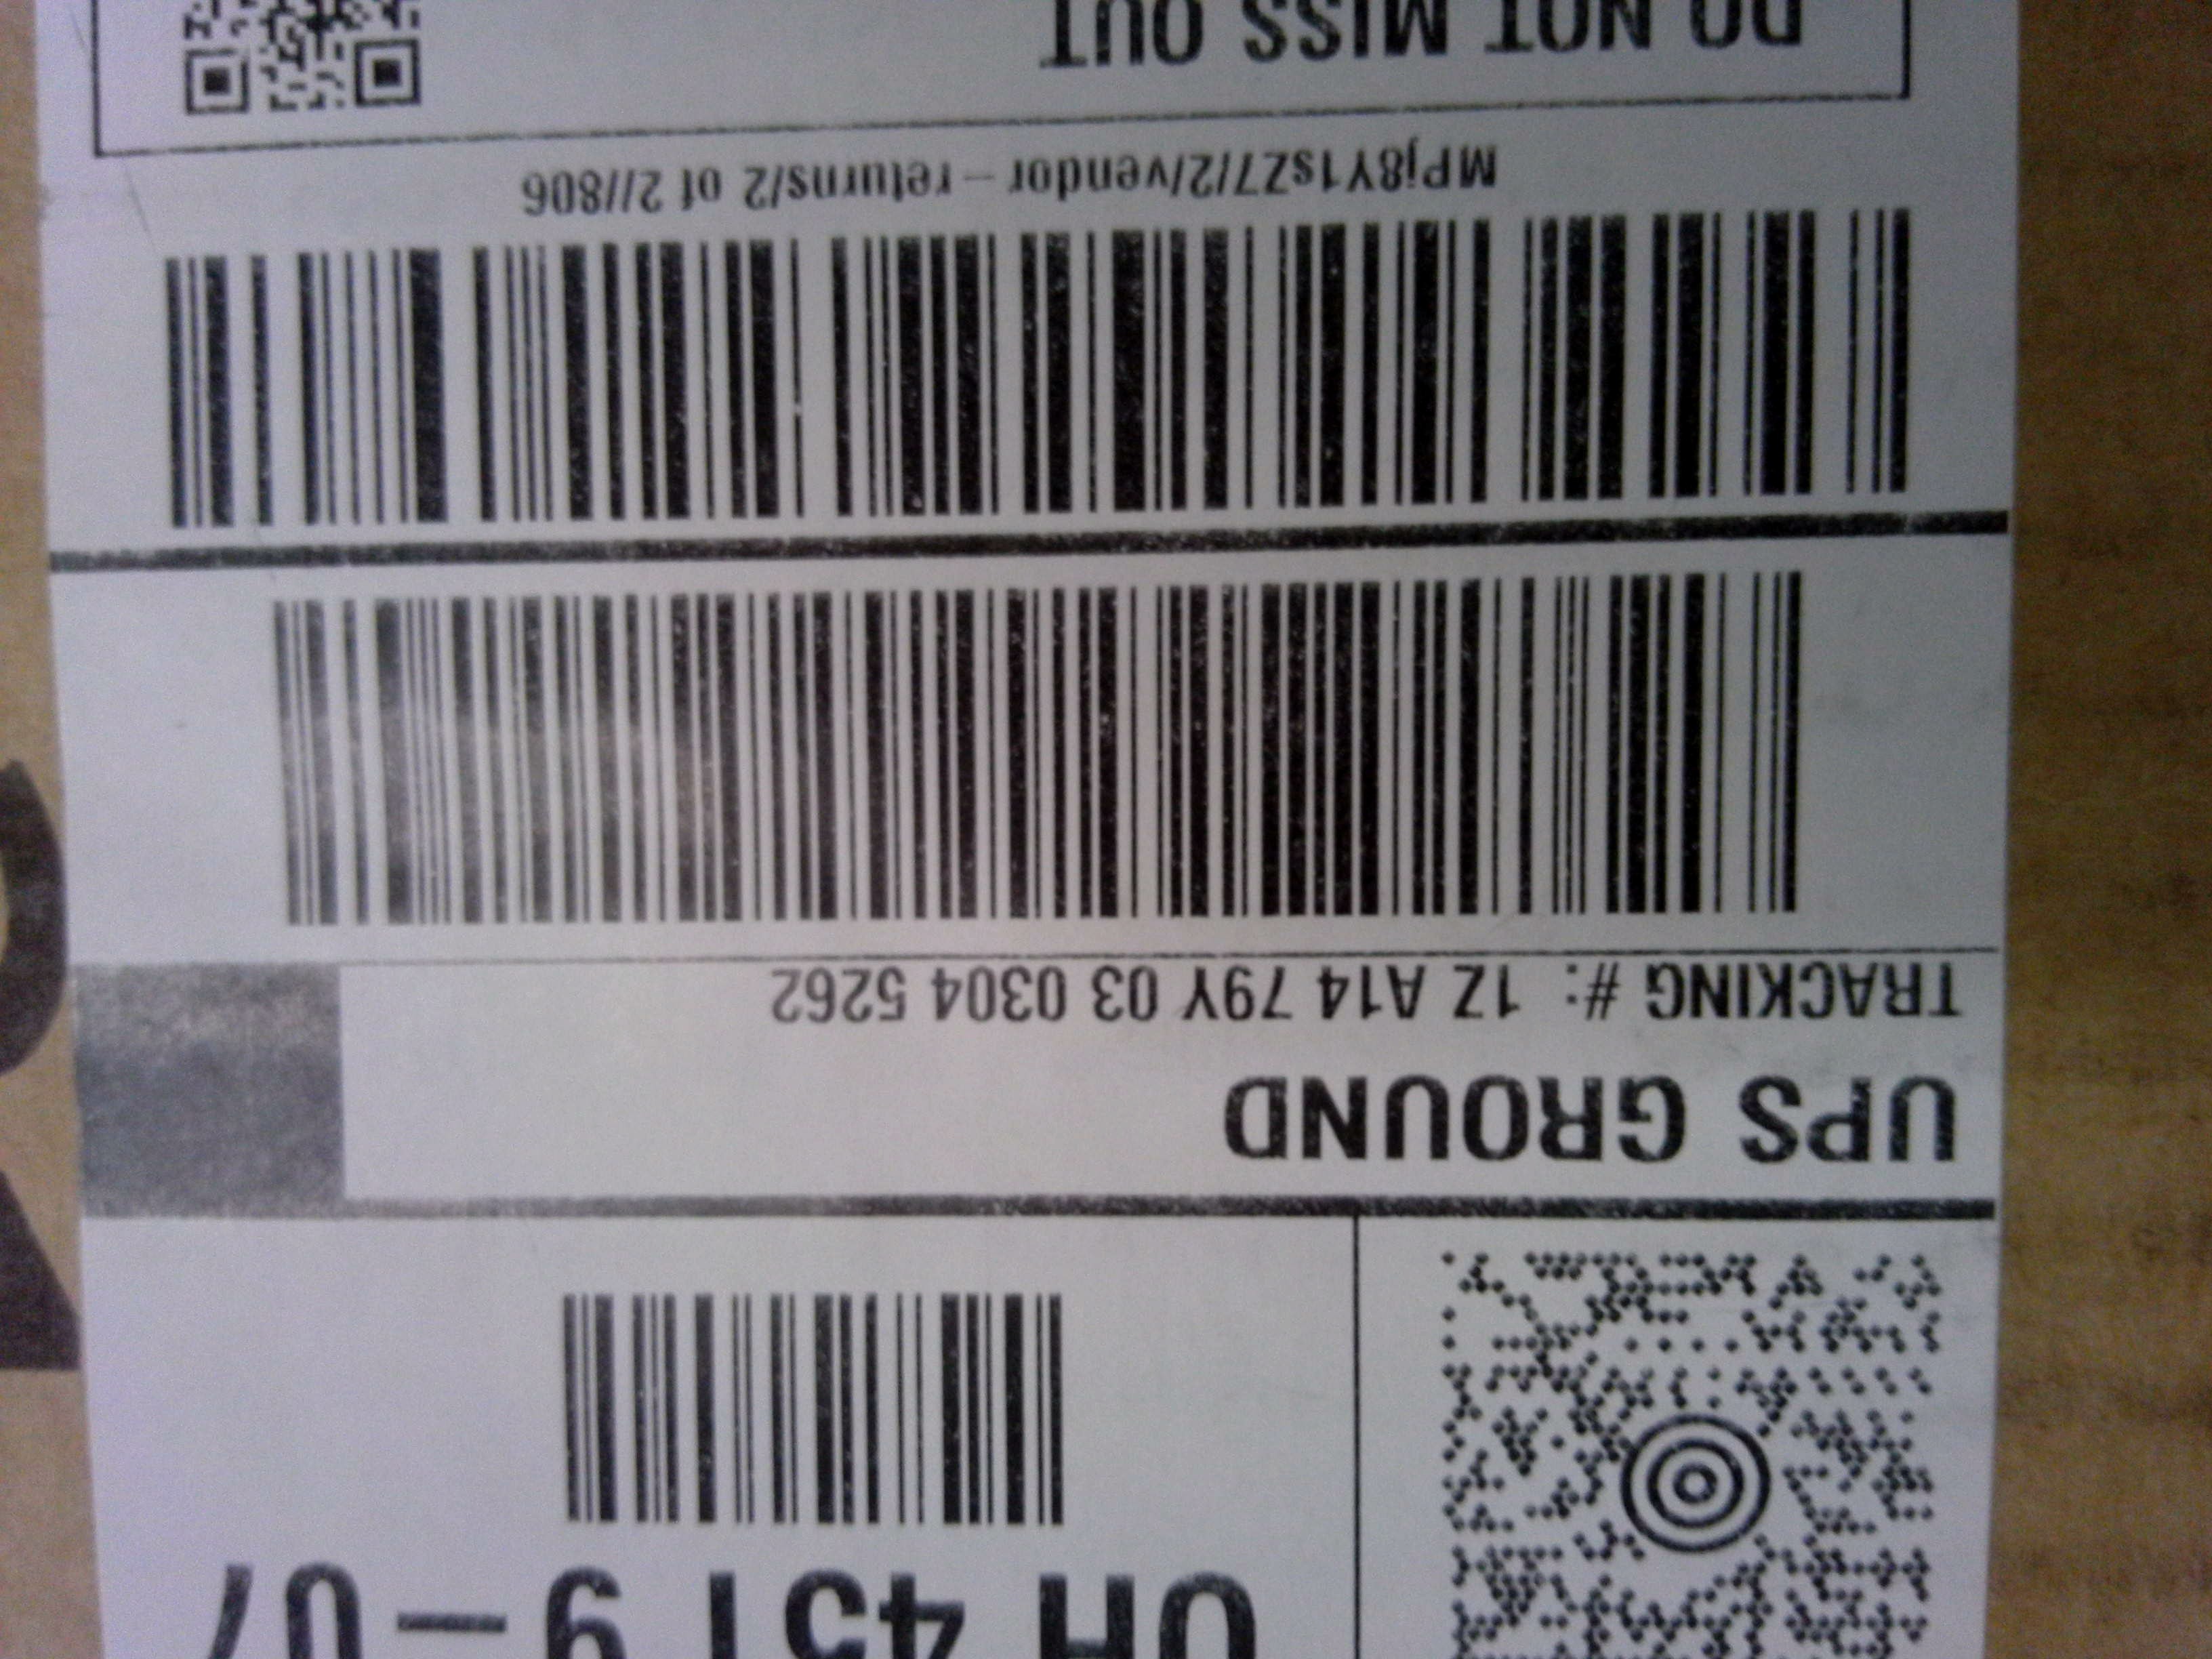 OH 451 9-07
UPS GROUND
TRACKING #: 1Z A14 79Y 03 0304 5262
MPj8Y1sZ7/2/vendor-returns/2 of 2//806
DO NOT MISS OUT